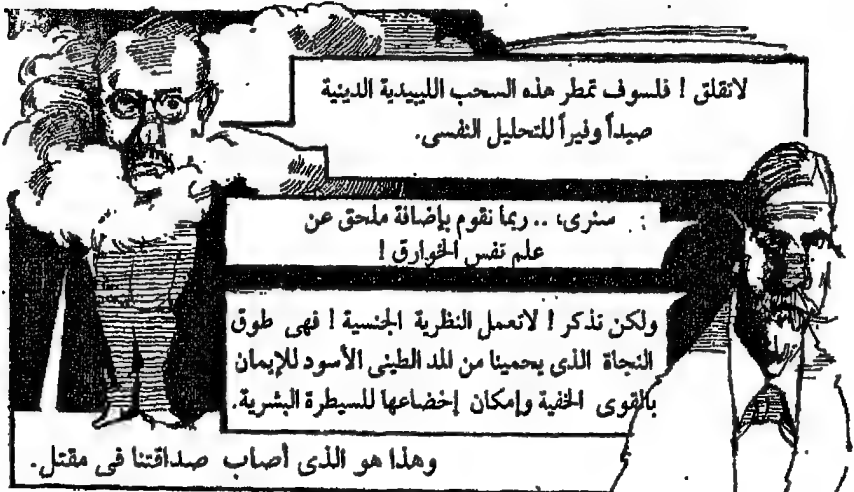 لاتقلق ! فلسوف تمطر هذه السحب الليبيدية الدينية
صيداً وفيراً للتحليل النفسى.
سنرى، .. ربما نقوم بإضافة ملحق عن
علم نفس الخوارق !
ولكن تذكر ! لاتهمل النظرية الجنسية ! فهى طوق
النجاة الذى يحمينا من المد الطينى الأسود للإيمان
بالقوى الخفية وإمكان إخضاعها للسيطرة البشرية.
وهذا هو الذى أصاب صداقتنا فى مقتل.